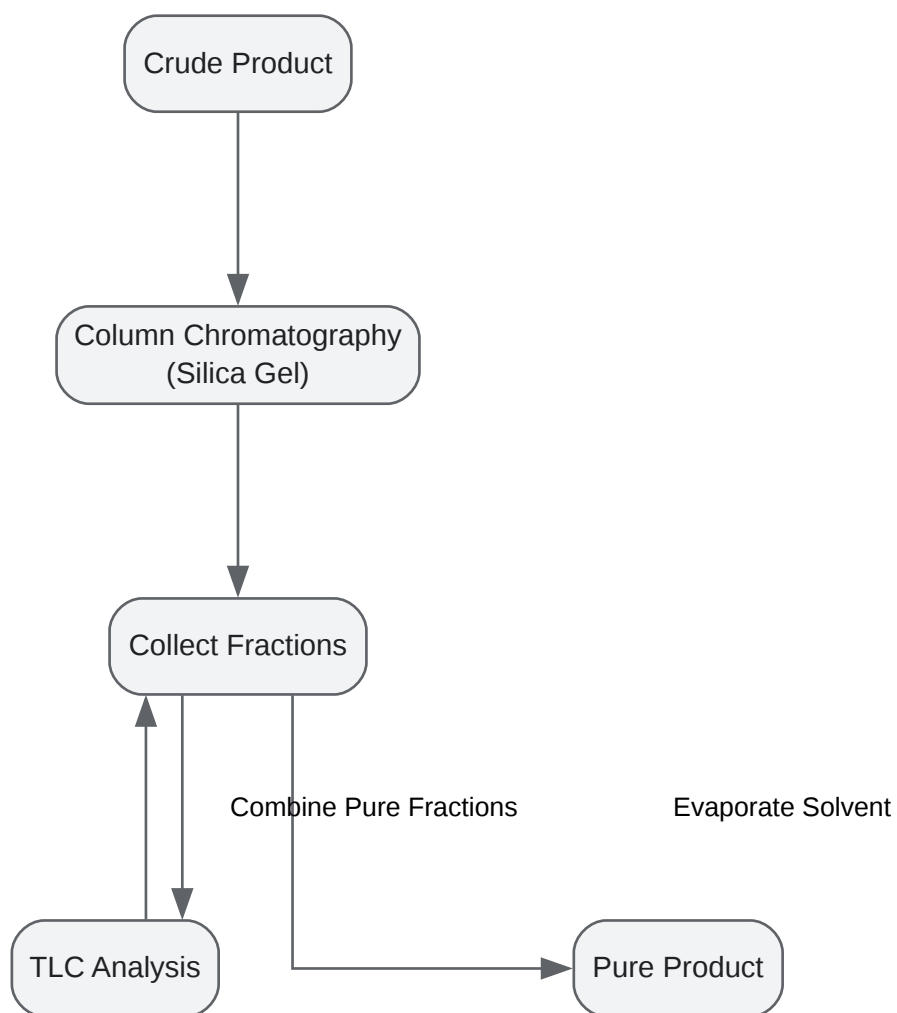 Crude Product
Column Chromatography
(Silica Gel)
Collect Fractions
Combine Pure Fractions
Evaporate Solvent
TLC Analysis
Pure Product